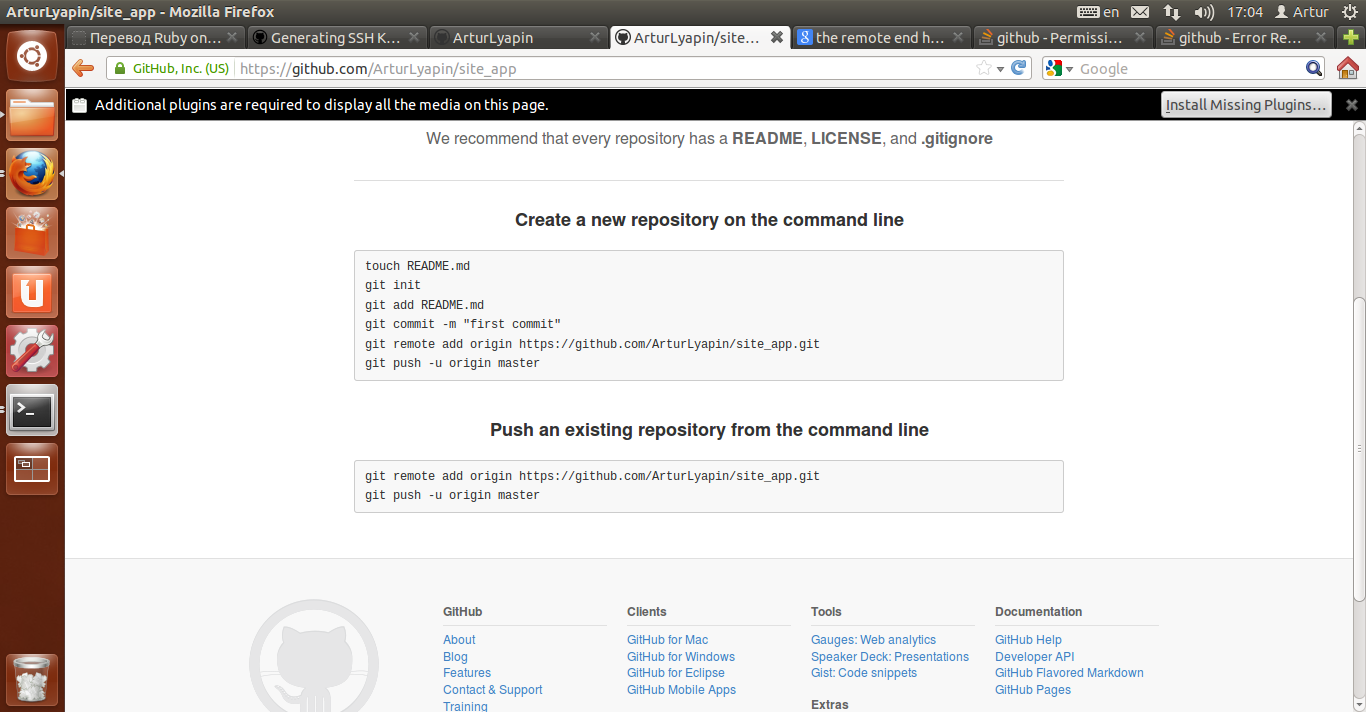 ArturLyapin/site_app - Mozilla Firefox
en
17:04
Artur
Перевод Ruby on...
Generating SSH K...
ArturLyapin
ArturLyapin/site...
the remote end h...
github - Permissi...
github - Error Re...
GitHub, Inc. (US)
https://github.com/ArturLyapin/site_app
Google
Additional plugins are required to display all the media on this page.
Install Missing Plugins...
We recommend that every repository has a README, LICENSE, and .gitignore
Create a new repository on the command line
touch README.md
git init
git add README.md
git commit -m "first commit"
git remote add origin https://github.com/ArturLyapin/site_app.git
git push -u origin master
Push an existing repository from the command line
git remote add origin https://github.com/ArturLyapin/site_app.git
git push -u origin master
GitHub
About
Blog
Features
Contact & Support
Training
Clients
GitHub for Mac
GitHub for Windows
GitHub for Eclipse
GitHub Mobile Apps
Tools
Gauges: Web analytics
Speaker Deck: Presentations
Gist: Code snippets
Extras
Documentation
GitHub Help
Developer API
GitHub Flavored Markdown
GitHub Pages